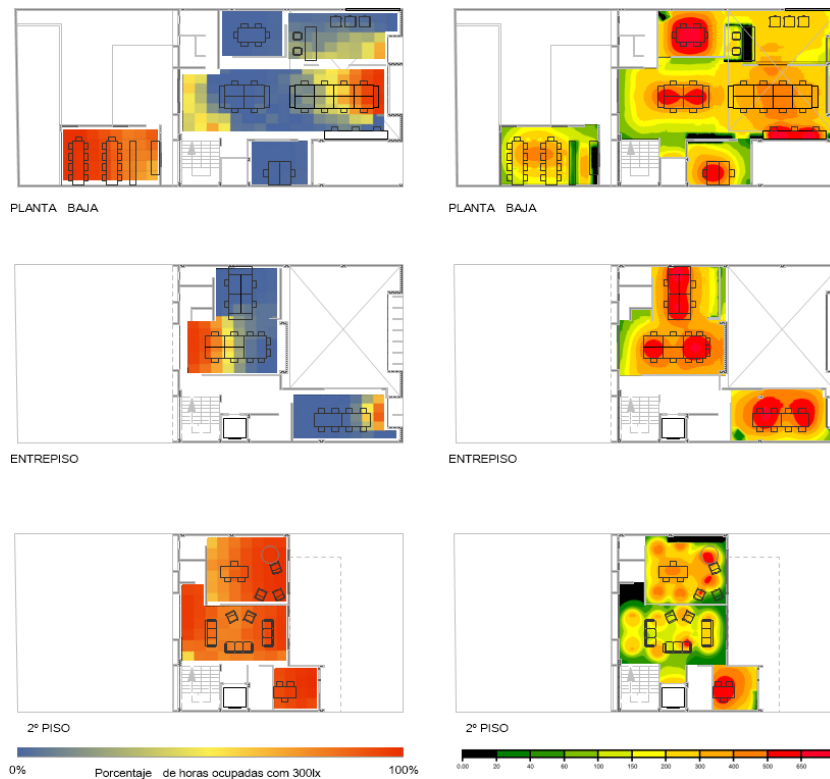 PLANTA BAJA
PLANTA BAJA
ENTREPISO
ENTREPISO
2º PISO
2º PISO
0%
Porcentaje de horas ocupadas com 300lx
100%
0.00 20 40 60 100 150 200 300 400 500 650